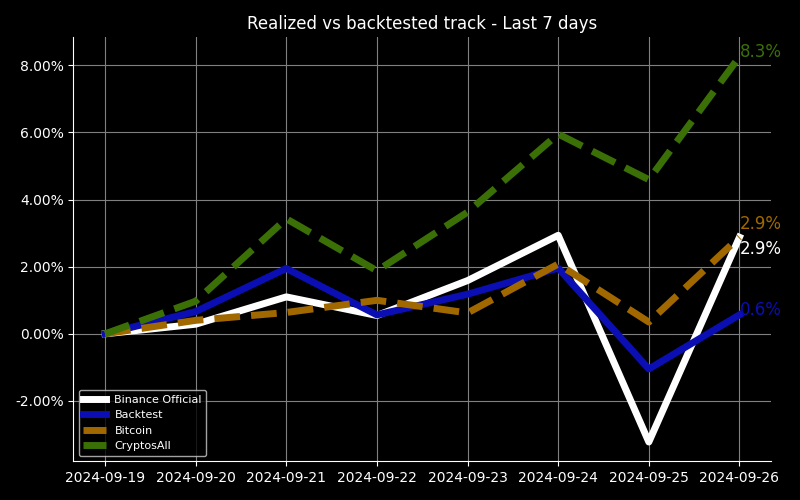 Realized vs backtested track - Last 7 days
8.00%
6.00%
4.00%
2.00%
0.00%
-2.00%
8.3%
2.9%
2.9%
0.6%
Binance Official
Backtest
Bitcoin
CryptosAll
2024-09-19 2024-09-20 2024-09-21 2024-09-22 2024-09-23 2024-09-24 2024-09-25 2024-09-26